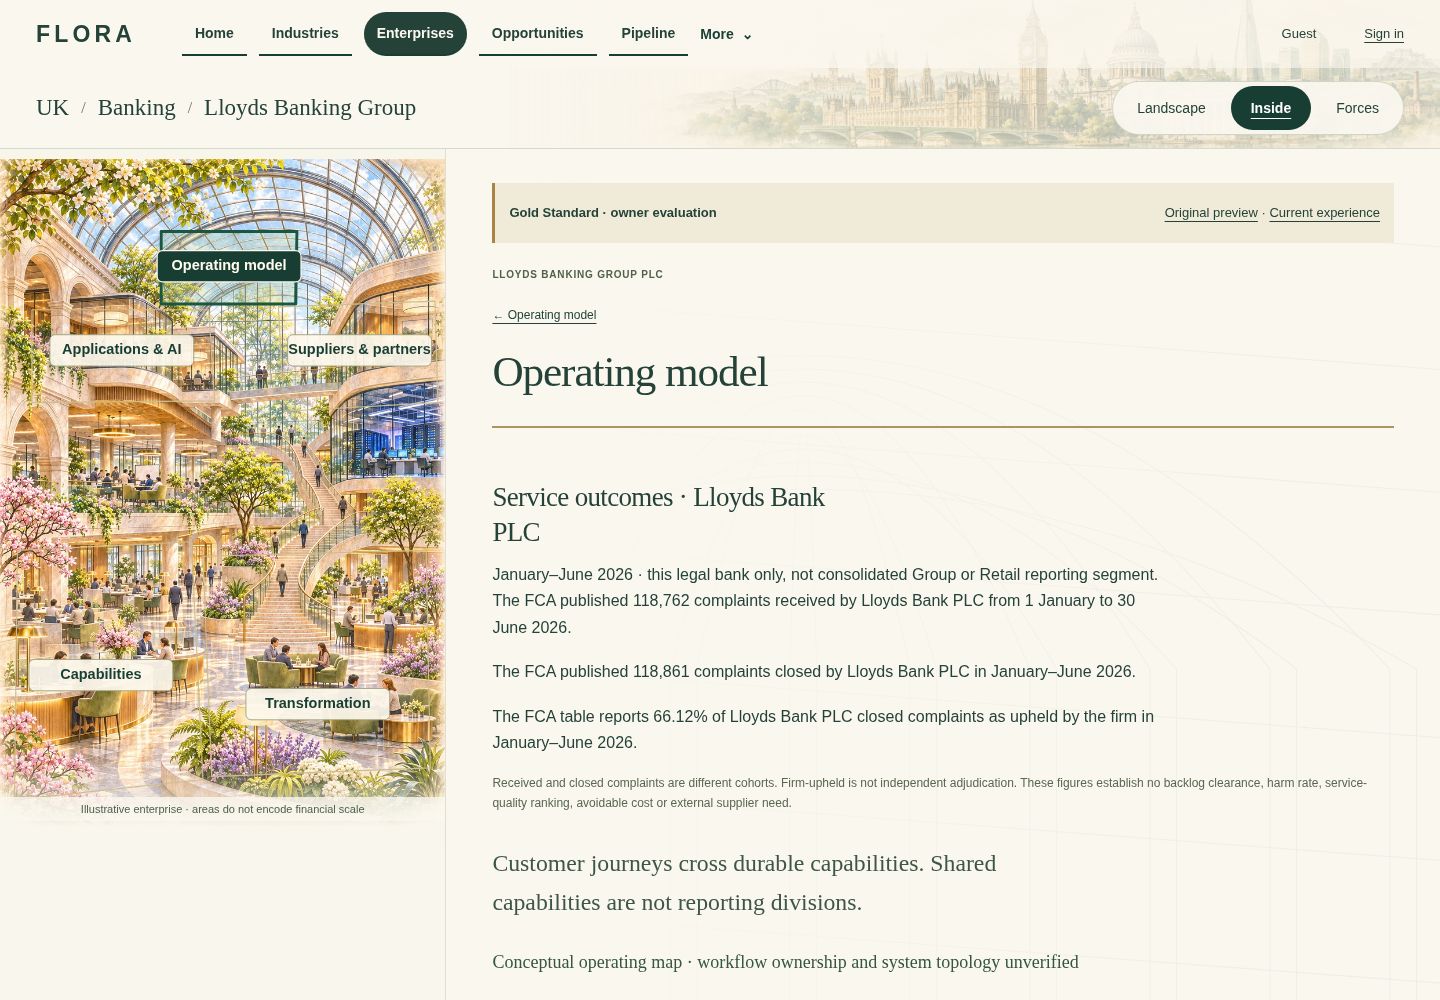 FLORA
Home
Industries
Enterprises
Opportunities
Pipeline
More
Guest
Sign in
UK / Banking / Lloyds Banking Group
Landscape
Inside
Forces
Operating model
Applications & AI
Suppliers & partners
Capabilities
Transformation
Illustrative enterprise · areas do not encode financial scale
Gold Standard · owner evaluation
Original preview · Current experience
LLOYDS BANKING GROUP PLC
← Operating model
Operating model
Service outcomes · Lloyds Bank
PLC
January–June 2026 · this legal bank only, not consolidated Group or Retail reporting segment.
The FCA published 118,762 complaints received by Lloyds Bank PLC from 1 January to 30
June 2026.
The FCA published 118,861 complaints closed by Lloyds Bank PLC in January–June 2026.
The FCA table reports 66.12% of Lloyds Bank PLC closed complaints as upheld by the firm in
January–June 2026.
Received and closed complaints are different cohorts. Firm-upheld is not independent adjudication. These figures establish no backlog clearance, harm rate, service-
quality ranking, avoidable cost or external supplier need.
Customer journeys cross durable capabilities. Shared
capabilities are not reporting divisions.
Conceptual operating map · workflow ownership and system topology unverified